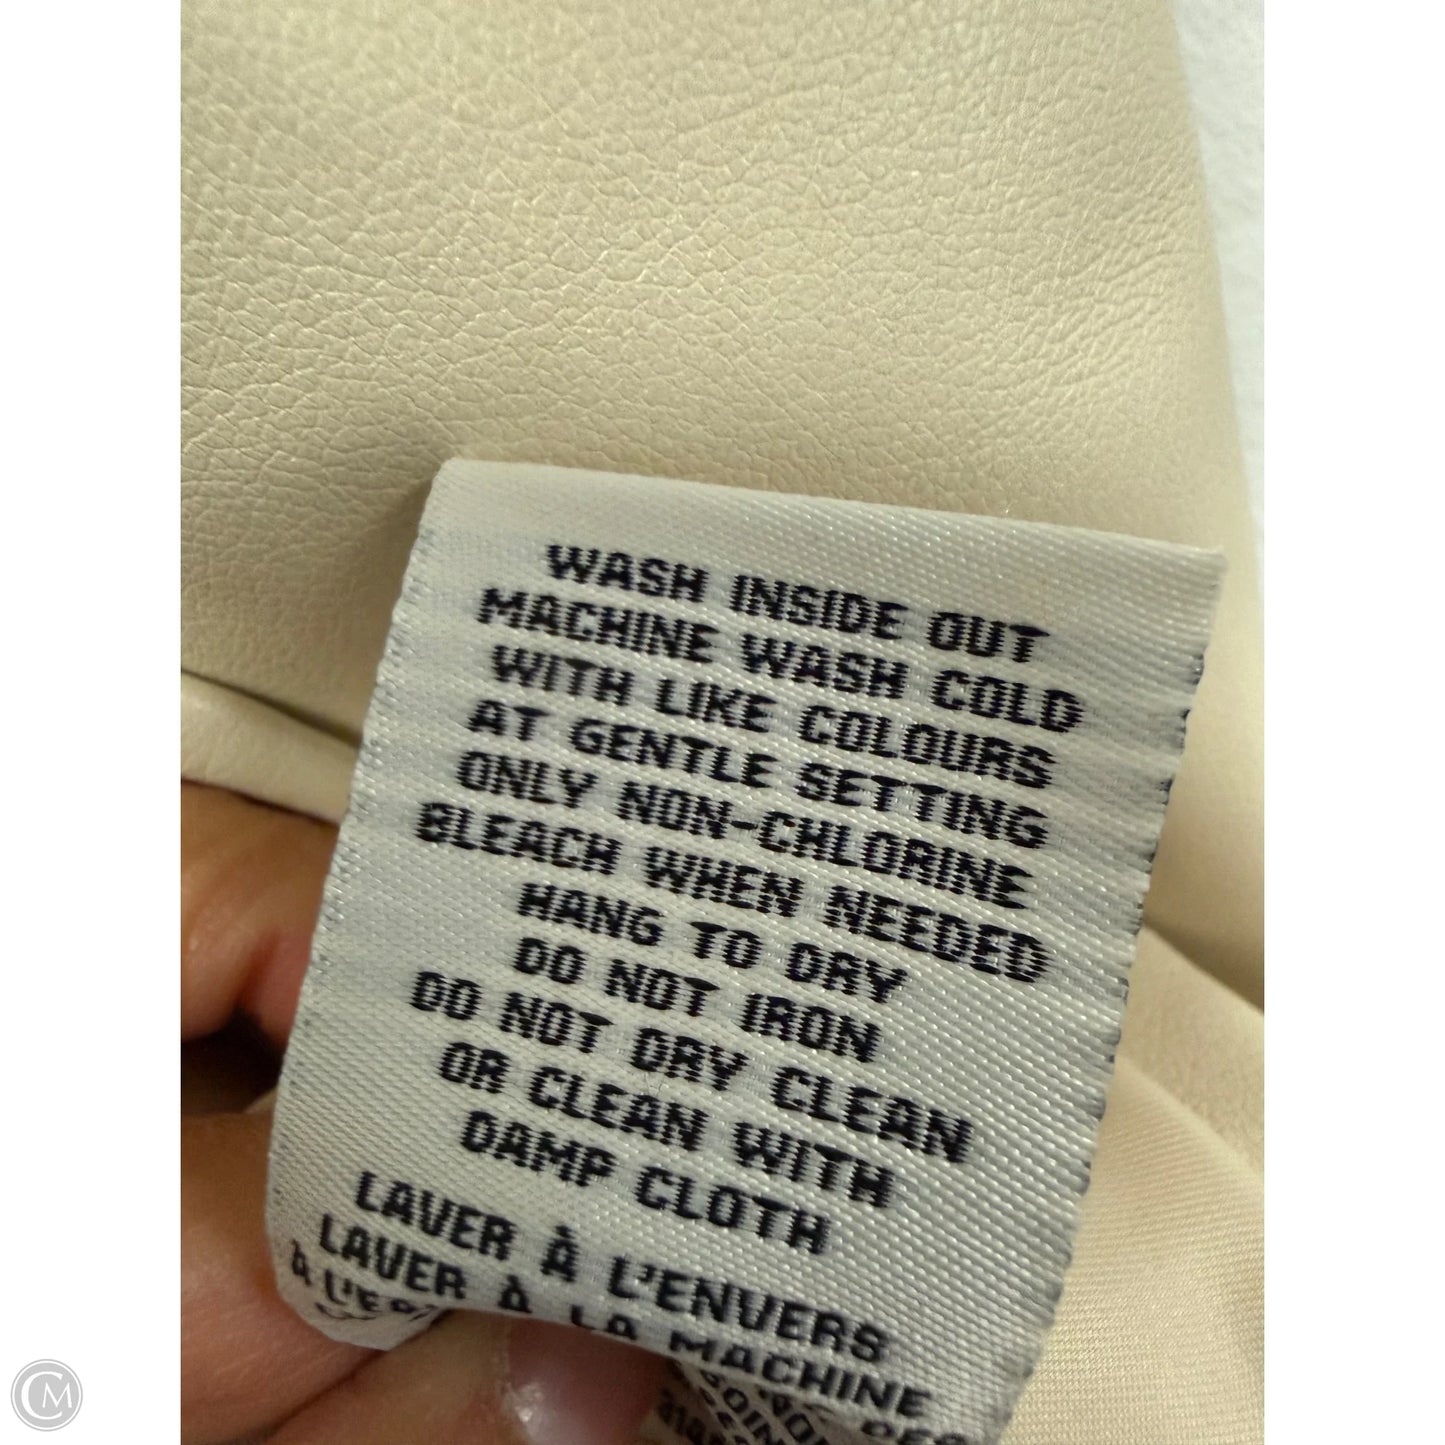 WASH INSIDE OUT
MACHINE WASH COLD
WITH LIKE COLOURS
AT GENTLE SETTING
ONLY NON-CHLORINE
BLEACH WHEN NEEDED
HANG TO DRY
DO NOT IRON
DO NOT DRY CLEAN
OR CLEAN WITH
DAMP CLOTH
LAVER À L'ENVERS
LAVER À LA MACHINE
À
CM